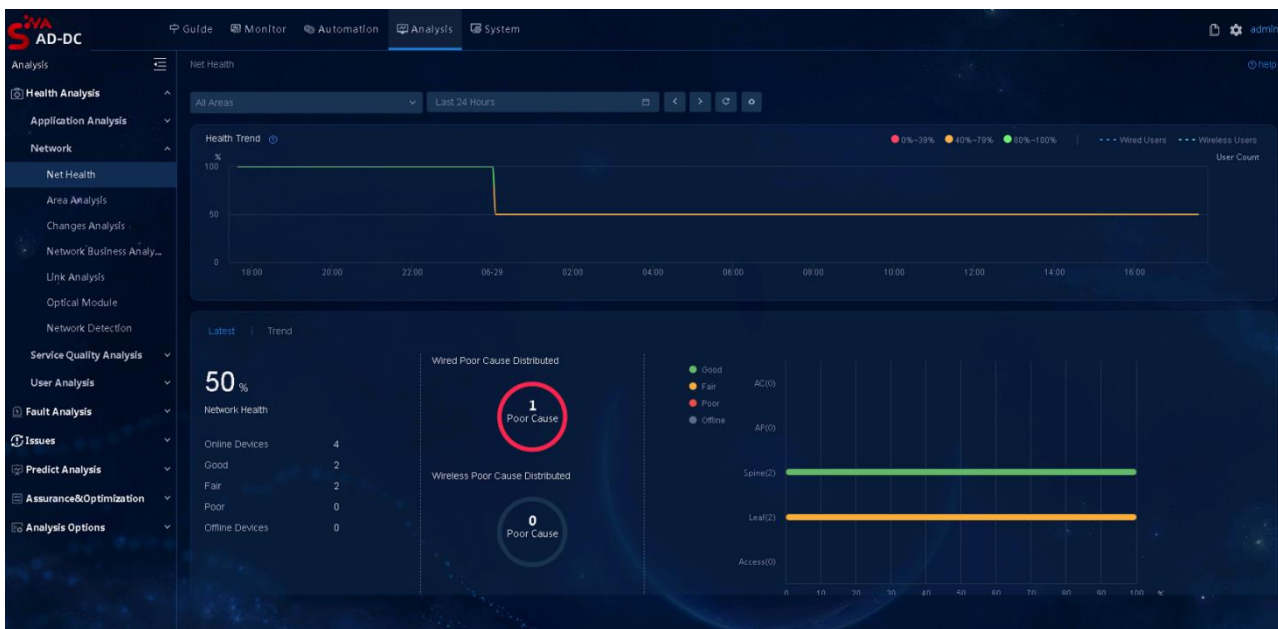 SIVA
AD-DC
Guide Monitor Automation Analysis System
admin
Analysis
Net Health
help
Health Analysis
Application Analysis
Network
Net Health
Area Analysis
Changes Analysis
Network Business Analy...
Link Analysis
Optical Module
Network Detection
Service Quality Analysis
User Analysis
Fault Analysis
Issues
Predict Analysis
Assurance&Optimization
Analysis Options
All Areas
Last 24 Hours
Health Trend
0%~39% 40%~79% 80%~100% Wired Users Wireless Users
%
User Count
100
50
0
18:00 20:00 22:00 06-29 02:00 04:00 06:00 08:00 10:00 12:00 14:00 16:00
Latest | Trend
50 %
Network Health
Online Devices 4
Good 2
Fair 2
Poor 0
Offline Devices 0
Wired Poor Cause Distributed
1
Poor Cause
Wireless Poor Cause Distributed
0
Poor Cause
Good
Fair
Poor
Offline
AC(0)
AP(0)
Spine(2)
Leaf(2)
Access(0)
0 10 20 30 40 50 60 70 80 90 100 %